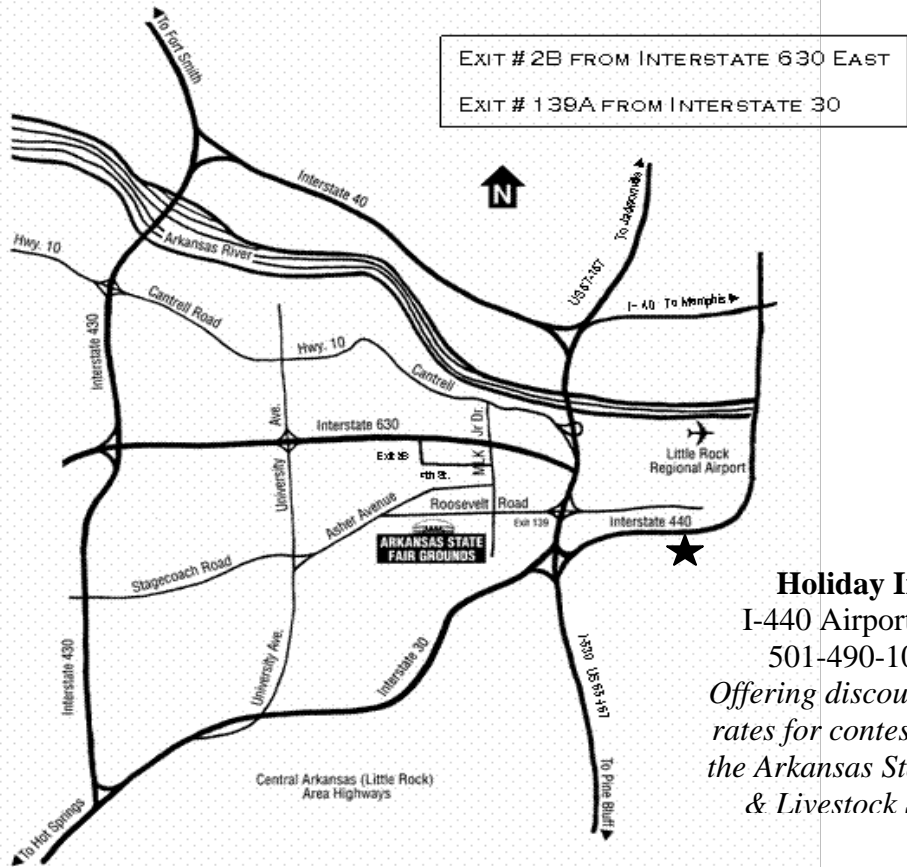 To Fort Smith
EXIT # 2B FROM INTERSTATE 630 EAST
EXIT # 139A FROM INTERSTATE 30
N
Interstate 40
To Jacksonville
US 67-167
I-40 To Memphis
Arkansas River
Hwy. 10
Cantrell Road
Interstate 430
Hwy. 10
Cantrell
University Ave.
Interstate 630
Exit 2B
MLK Jr Dr.
Little Rock
Regional Airport
Asher Avenue
Roosevelt Road
Exit 139
Interstate 440
ARKANSAS STATE
FAIR GROUNDS
Stagecoach Road
Holiday
I-440 Airport
501-490-10
Offering
rates for
the Arkansas
& Livestock
Interstate 430
University Ave.
Interstate 30
I-530 US 65-167
To Pine Bluff
Central Arkansas (Little Rock)
Area Highways
To Hot Springs